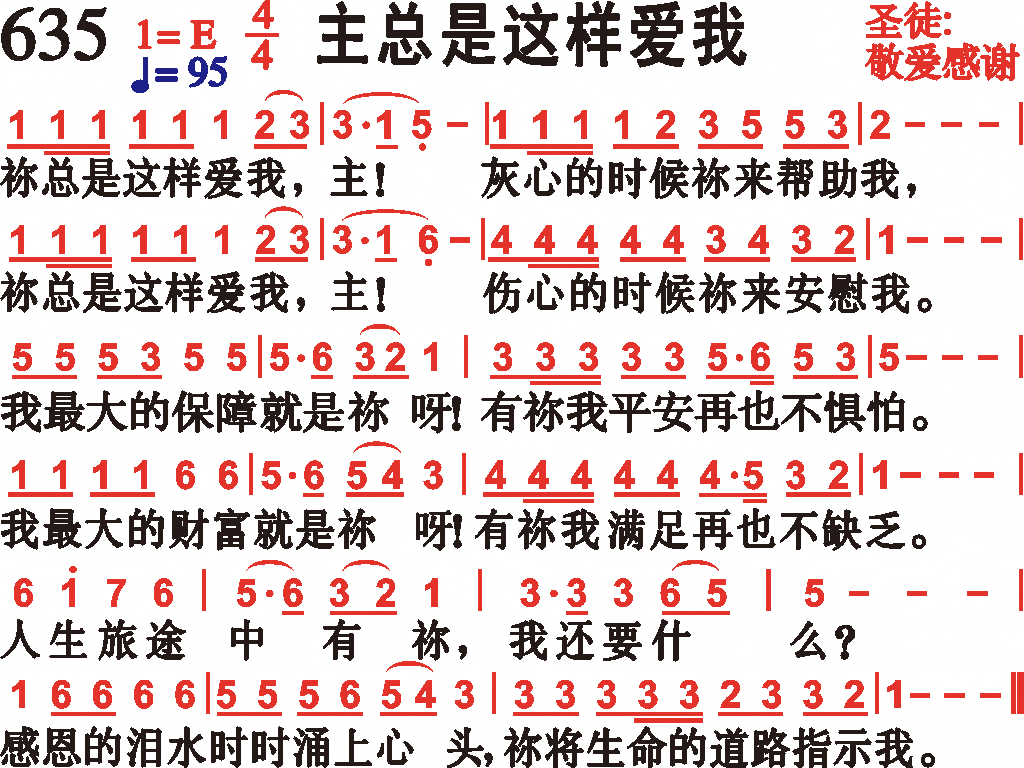 635 1=E 4/4 主总是这样爱我 圣徒:
♩=95 敬爱感谢
1 1 1 1 1 1 2 3 | 3·1 5 − | 1 1 1 1 2 3 5 5 3 | 2 − − − |
祢总是这样爱我，主！ 灰心的时候祢来帮助我，
1 1 1 1 1 1 2 3 | 3·1 6 − | 4 4 4 4 4 3 4 3 2 | 1 − − − |
祢总是这样爱我，主！ 伤心的时候祢来安慰我。
5 5 5 3 5 5 | 5·6 3 2 1 | 3 3 3 3 3 5·6 5 3 | 5 − − − |
我最大的保障就是祢 呀！有祢我平安再也不惧怕。
1 1 1 1 6 6 | 5·6 5 4 3 | 4 4 4 4 4 4·5 3 2 | 1 − − − |
我最大的财富就是祢 呀！有祢我满足再也不缺乏。
6 1 7 6 | 5·6 3 2 1 | 3·3 3 6 5 | 5 − − − |
人生旅途 中 有 祢，我还要什 么？
1 6 6 6 6 | 5 5 5 6 5 4 3 | 3 3 3 3 3 2 3 3 2 | 1 − − − ‖
感恩的泪水时时涌上心 头，祢将生命的道路指示我。